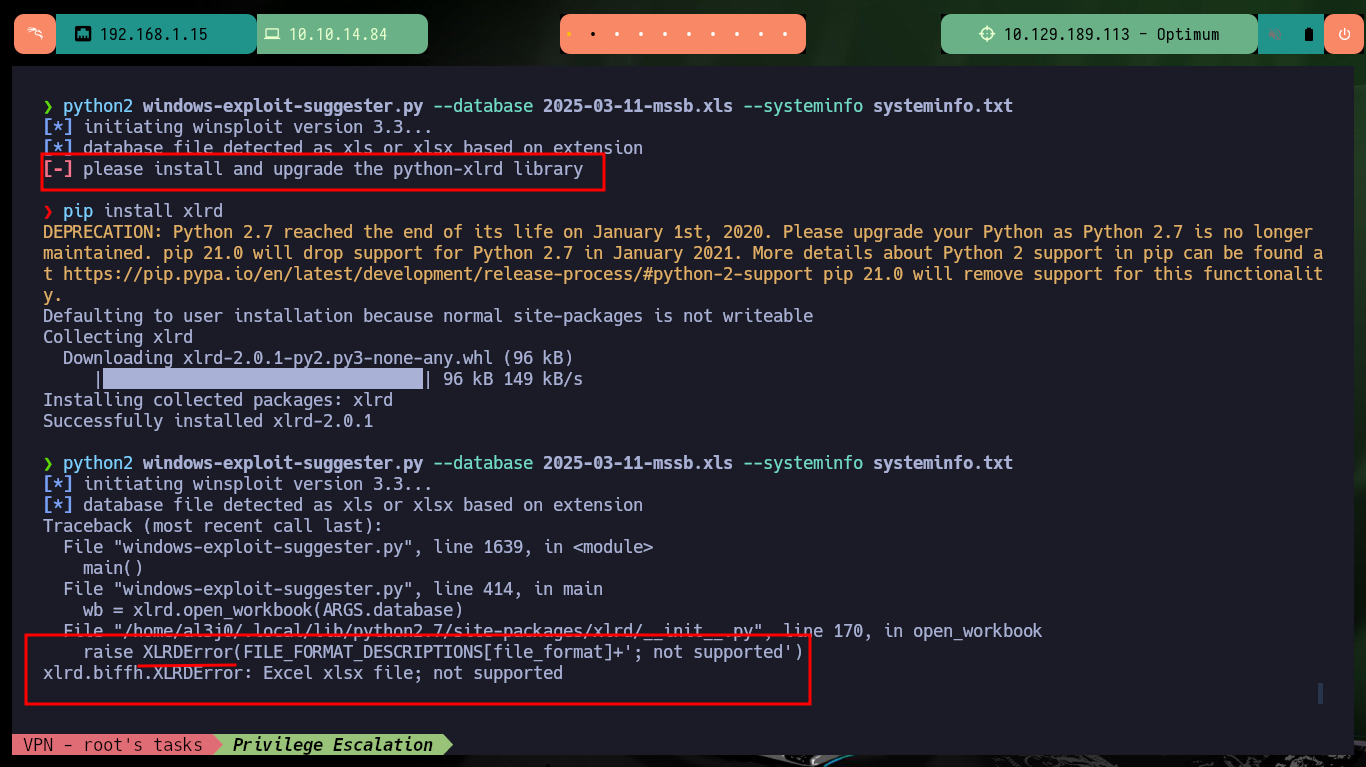 192.168.1.15
10.10.14.84
10.129.189.113 - Optimum
❯ python2 windows-exploit-suggester.py --database 2025-03-11-mssb.xls --systeminfo systeminfo.txt
[*] initiating winsploit version 3.3...
[*] database file detected as xls or xlsx based on extension
[-] please install and upgrade the python-xlrd library
❯ pip install xlrd
DEPRECATION: Python 2.7 reached the end of its life on January 1st, 2020. Please upgrade your Python as Python 2.7 is no longer
maintained. pip 21.0 will drop support for Python 2.7 in January 2021. More details about Python 2 support in pip can be found a
t https://pip.pypa.io/en/latest/development/release-process/#python-2-support pip 21.0 will remove support for this functionalit
y.
Defaulting to user installation because normal site-packages is not writeable
Collecting xlrd
  Downloading xlrd-2.0.1-py2.py3-none-any.whl (96 kB)
     |████████████████████████████████| 96 kB 149 kB/s
Installing collected packages: xlrd
Successfully installed xlrd-2.0.1
❯ python2 windows-exploit-suggester.py --database 2025-03-11-mssb.xls --systeminfo systeminfo.txt
[*] initiating winsploit version 3.3...
[*] database file detected as xls or xlsx based on extension
Traceback (most recent call last):
  File "windows-exploit-suggester.py", line 1639, in <module>
    main()
  File "windows-exploit-suggester.py", line 414, in main
    wb = xlrd.open_workbook(ARGS.database)
  File "/home/al3j0/.local/lib/python2.7/site-packages/xlrd/__init__.py", line 170, in open_workbook
    raise XLRDError(FILE_FORMAT_DESCRIPTIONS[file_format]+'; not supported')
xlrd.biffh.XLRDError: Excel xlsx file; not supported
VPN - root's tasks
Privilege Escalation